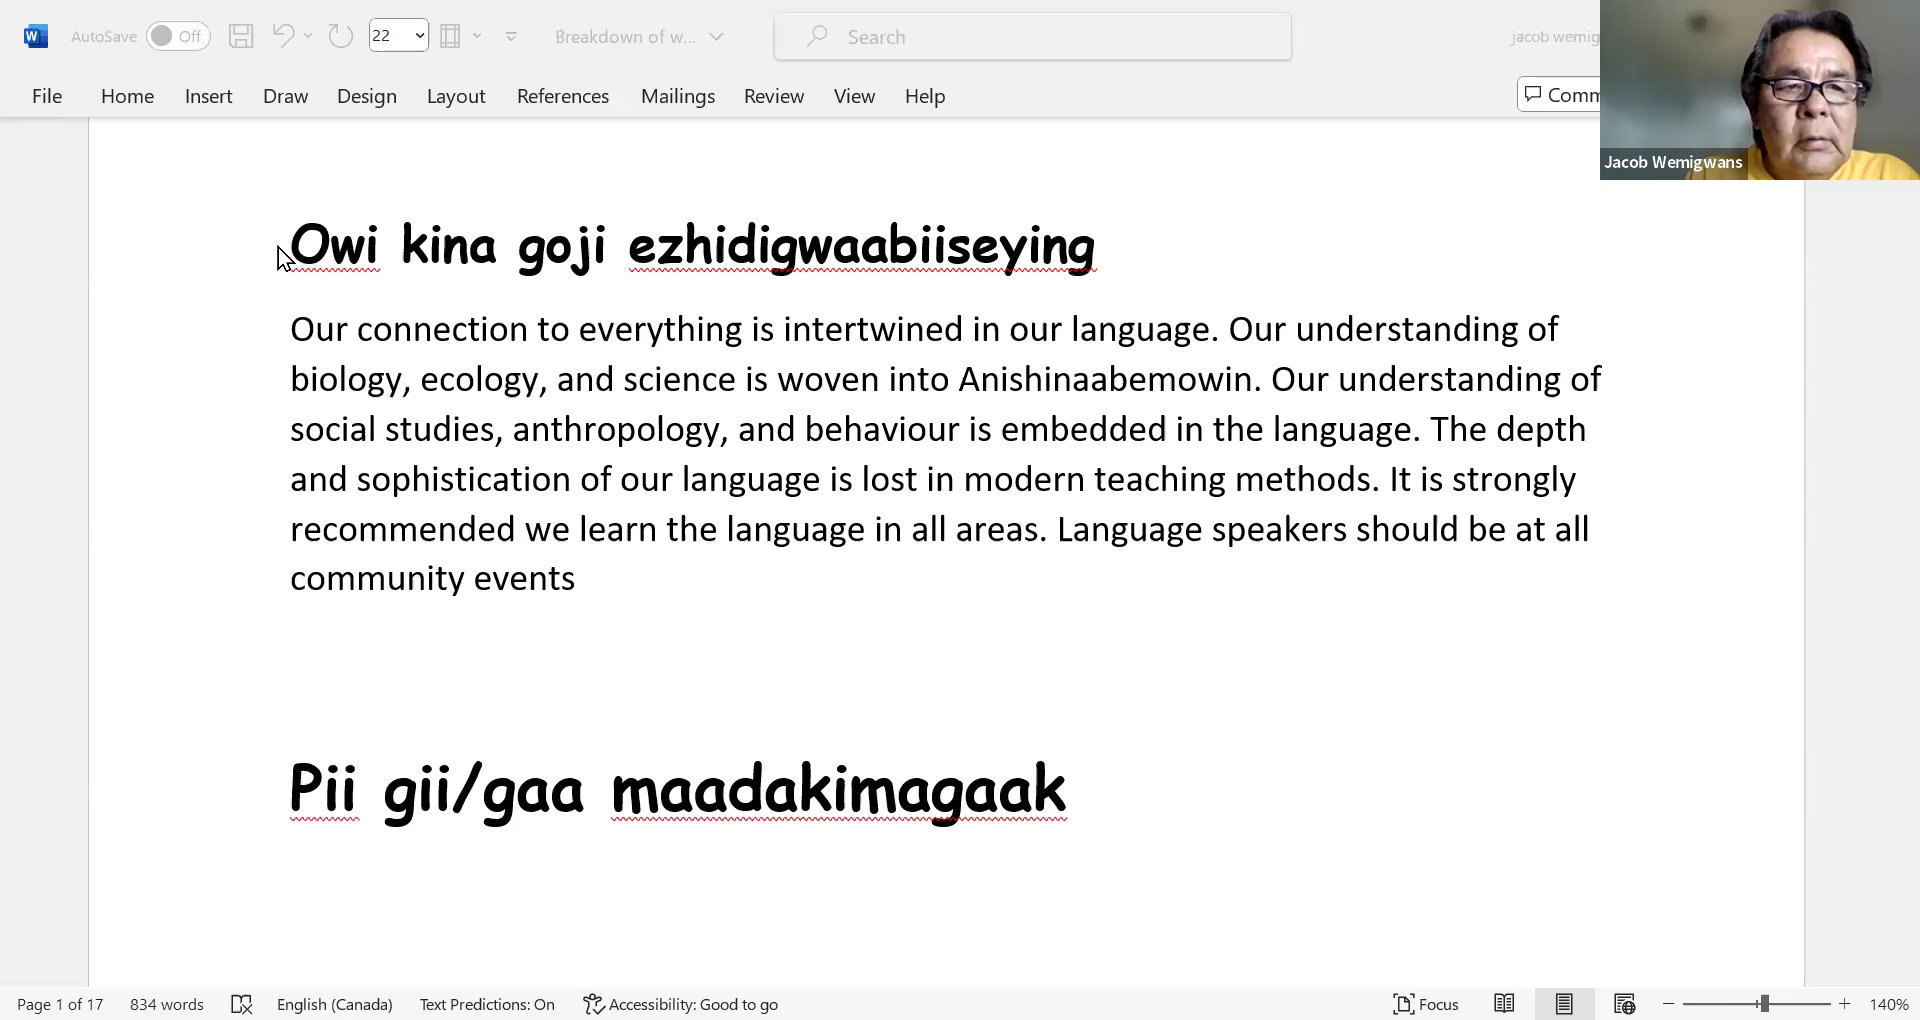 AutoSave Off 22 Breakdown of w... Search jacob wemig
File Home Insert Draw Design Layout References Mailings Review View Help Comm
Jacob Wemigwans
Owi kina goji ezhidigwaabiiseying
Our connection to everything is intertwined in our language. Our understanding of
biology, ecology, and science is woven into Anishinaabemowin. Our understanding of
social studies, anthropology, and behaviour is embedded in the language. The depth
and sophistication of our language is lost in modern teaching methods. It is strongly
recommended we learn the language in all areas. Language speakers should be at all
community events
Pii gii/gaa maadakimagaak
Page 1 of 17 834 words English (Canada) Text Predictions: On Accessibility: Good to go Focus 140%